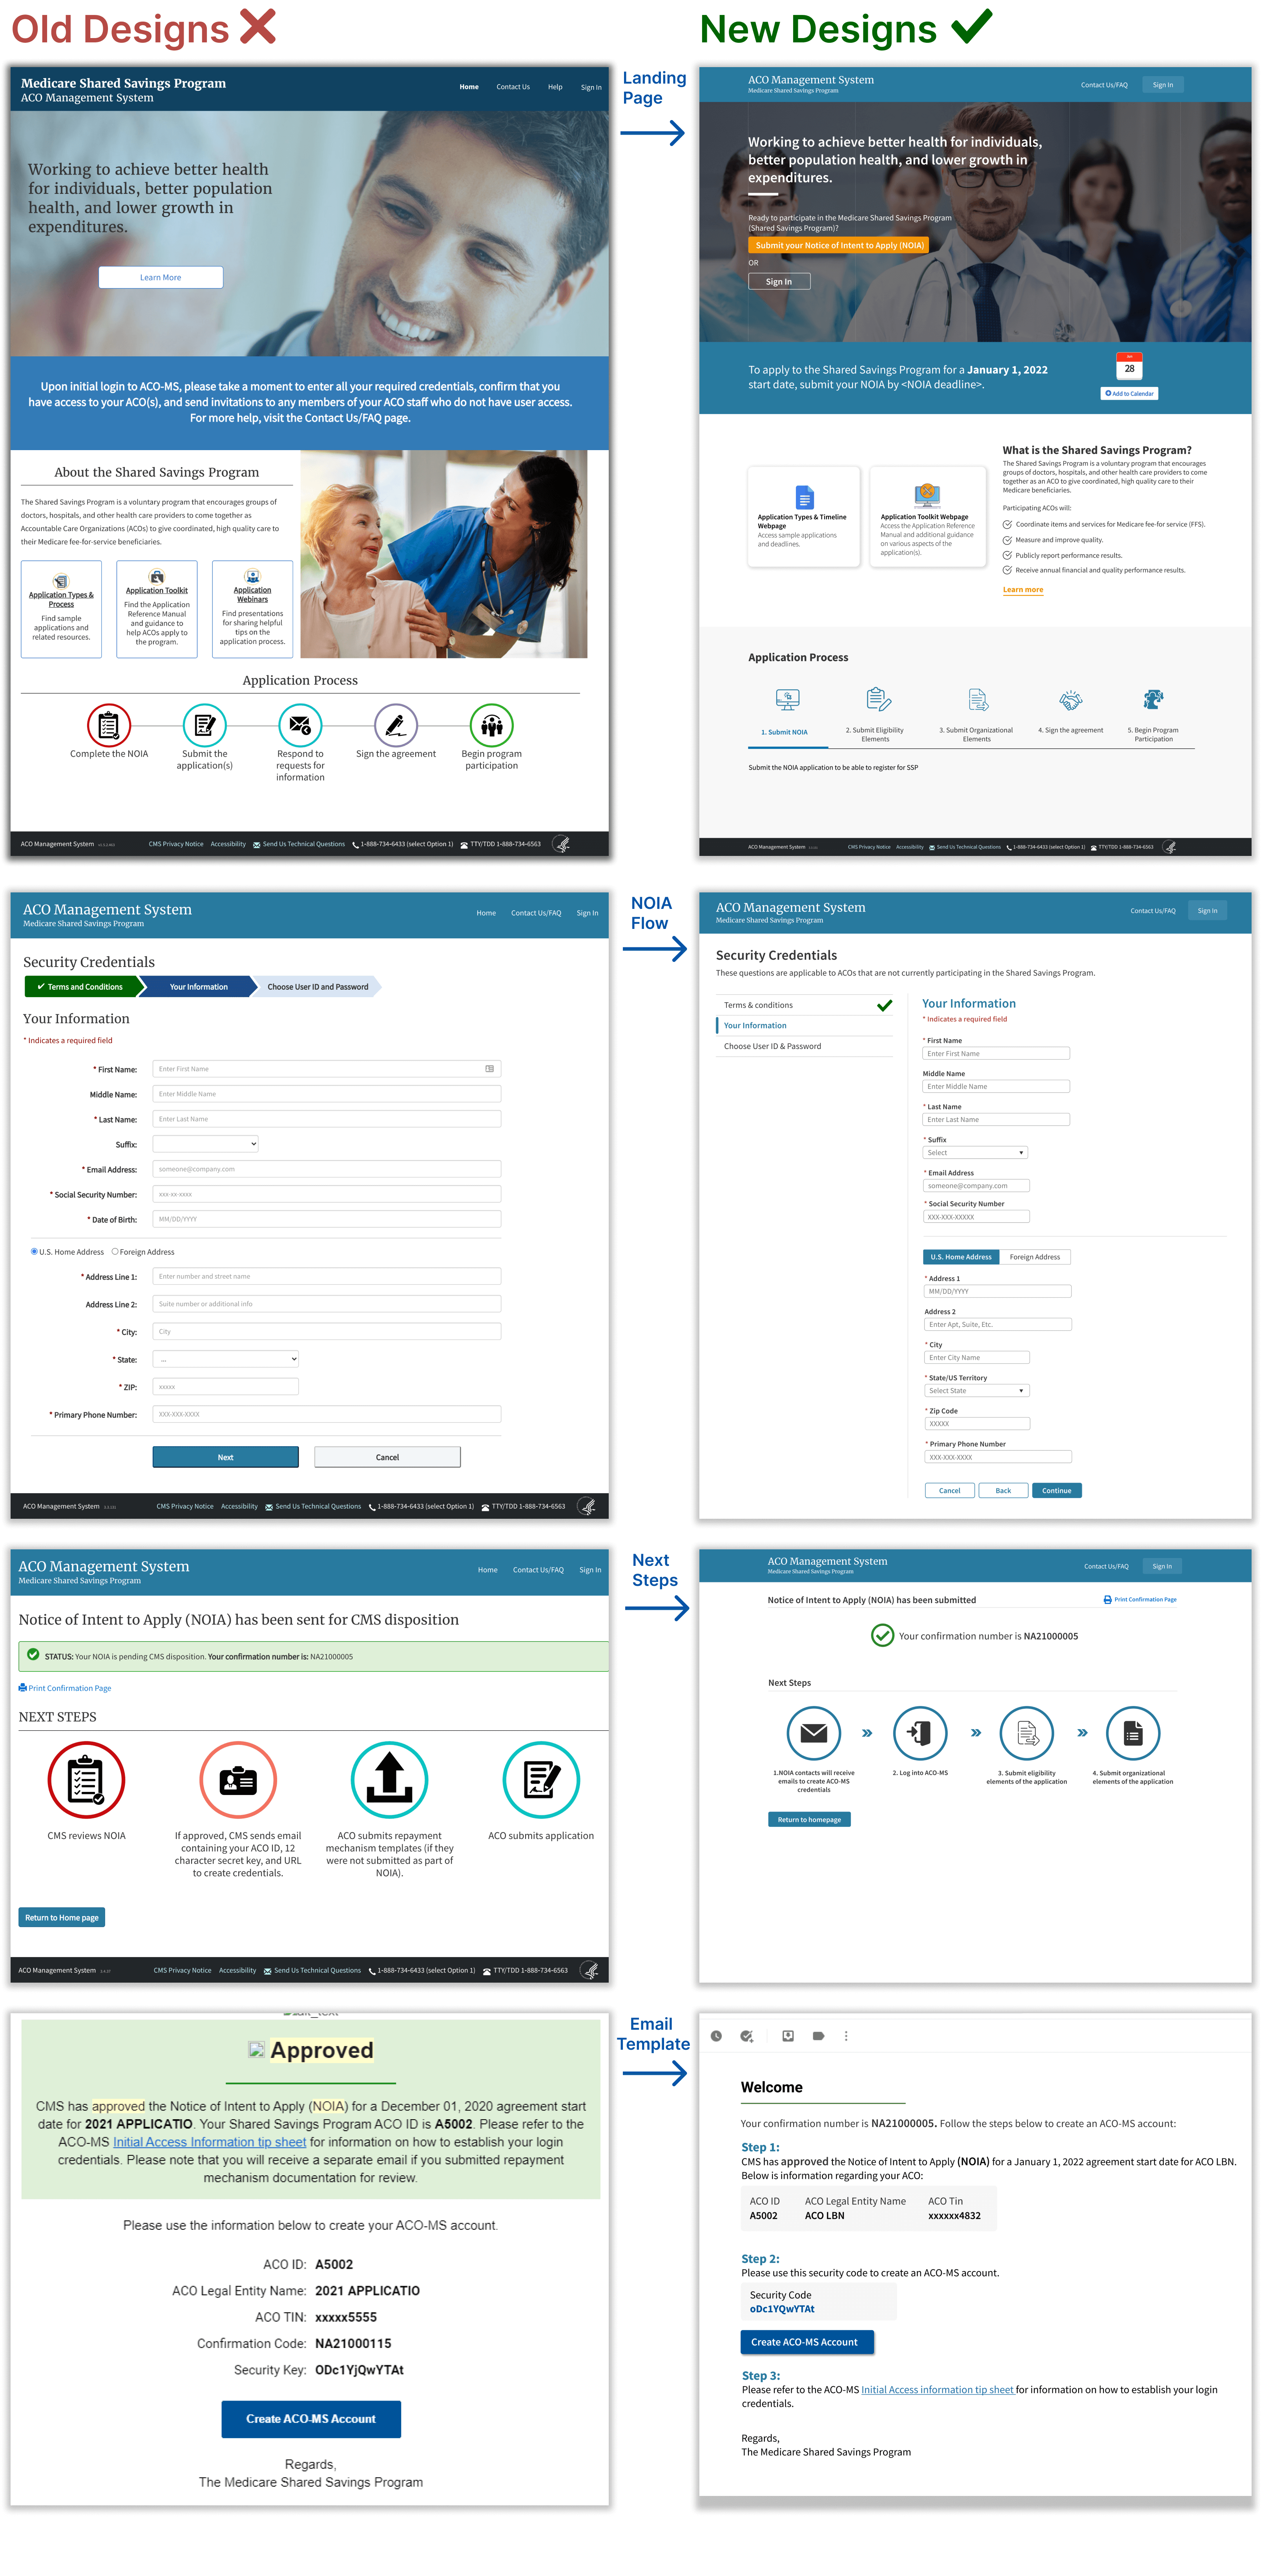 Old Designs
New Designs
Landing
Page
Medicare Shared Savings Program
ACO Management System
Home
Contact Us
Help
Sign In
Working to achieve better health
for individuals, better population
health, and lower growth in
expenditures.
Learn More
Upon initial login to ACO-MS, please take a moment to enter all your required credentials, confirm that you
have access to your ACO(s), and send invitations to any members of your ACO staff who do not have user access.
For more help, visit the Contact Us/FAQ page.
About the Shared Savings Program
The Shared Savings Program is a voluntary program that encourages groups of
doctors, hospitals, and other health care providers to come together as
Accountable Care Organizations (ACOs) to give coordinated, high quality care to
their Medicare fee-for-service beneficiaries.
Application Types &
Process
Find sample
applications and
related resources.
Application Toolkit
Find the Application
Reference Manual
and guidance to
help ACOs apply to
the program.
Application
Webinars
Find presentations
for sharing helpful
tips on the
application process.
Application Process
Complete the NOIA
Submit the
application(s)
Respond to
requests for
information
Sign the agreement
Begin program
participation
ACO Management System
CMS Privacy Notice
Accessibility
Send Us Technical Questions
1-888-734-6433 (select Option 1)
TTY/TDD 1-888-734-6563
ACO Management System
Medicare Shared Savings Program
Contact Us/FAQ
Sign In
Working to achieve better health for individuals,
better population health, and lower growth in
expenditures.
Ready to participate in the Medicare Shared Savings Program
(Shared Savings Program)?
Submit your Notice of Intent to Apply (NOIA)
OR
Sign In
To apply to the Shared Savings Program for a January 1, 2022
start date, submit your NOIA by <NOIA deadline>.
28
Add to Calendar
Application Types & Timeline
Webpage
Access sample applications
and deadlines.
Application Toolkit Webpage
Access the Application Reference
Manual and additional guidance
on various aspects of the
application(s).
What is the Shared Savings Program?
The Shared Savings Program is a voluntary program that encourages
groups of doctors, hospitals, and other health care providers to come
together as an ACO to give coordinated, high quality care to their
Medicare beneficiaries.
Participating ACOs will:
Coordinate items and services for Medicare fee-for service (FFS).
Measure and improve quality.
Publicly report performance results.
Receive annual financial and quality performance results.
Learn more
Application Process
1. Submit NOIA
2. Submit Eligibility
Elements
3. Submit Organizational
Elements
4. Sign the agreement
5. Begin Program
Participation
Submit the NOIA application to be able to register for SSP
ACO Management System
CMS Privacy Notice
Accessibility
Send Us Technical Questions
1-888-734-6433 (select Option 1)
TTY/TDD 1-888-734-6563
NOIA
Flow
ACO Management System
Medicare Shared Savings Program
Home
Contact Us/FAQ
Sign In
Security Credentials
Terms and Conditions
Your Information
Choose User ID and Password
Your Information
* Indicates a required field
* First Name:
Enter First Name
Middle Name:
Enter Middle Name
* Last Name:
Enter Last Name
Suffix:
* Email Address:
someone@company.com
* Social Security Number:
xxx-xx-xxxx
* Date of Birth:
MM/DD/YYYY
U.S. Home Address
Foreign Address
* Address Line 1:
Enter number and street name
Address Line 2:
Suite number or additional info
* City:
City
* State:
...
* ZIP:
xxxxx
* Primary Phone Number:
XXX-XXX-XXXX
Next
Cancel
ACO Management System
CMS Privacy Notice
Accessibility
Send Us Technical Questions
1-888-734-6433 (select Option 1)
TTY/TDD 1-888-734-6563
ACO Management System
Medicare Shared Savings Program
Contact Us/FAQ
Sign In
Security Credentials
These questions are applicable to ACOs that are not currently participating in the Shared Savings Program.
Terms & conditions
Your Information
Choose User ID & Password
Your Information
* Indicates a required field
* First Name
Enter First Name
Middle Name
Enter Middle Name
* Last Name
Enter Last Name
* Suffix
Select
* Email Address
someone@company.com
* Social Security Number
XXX-XXX-XXXXX
U.S. Home Address
Foreign Address
* Address 1
MM/DD/YYYY
Address 2
Enter Apt, Suite, Etc.
* City
Enter City Name
* State/US Territory
Select State
* Zip Code
XXXXX
* Primary Phone Number
XXX-XXX-XXXX
Cancel
Back
Continue
Next
Steps
ACO Management System
Medicare Shared Savings Program
Home
Contact Us/FAQ
Sign In
Notice of Intent to Apply (NOIA) has been sent for CMS disposition
STATUS: Your NOIA is pending CMS disposition. Your confirmation number is: NA21000005
Print Confirmation Page
NEXT STEPS
CMS reviews NOIA
If approved, CMS sends email
containing your ACO ID, 12
character secret key, and URL
to create credentials.
ACO submits repayment
mechanism templates (if they
were not submitted as part of
NOIA).
ACO submits application
Return to Home page
ACO Management System
CMS Privacy Notice
Accessibility
Send Us Technical Questions
1-888-734-6433 (select Option 1)
TTY/TDD 1-888-734-6563
ACO Management System
Medicare Shared Savings Program
Contact Us/FAQ
Sign In
Notice of Intent to Apply (NOIA) has been submitted
Print Confirmation Page
Your confirmation number is NA21000005
Next Steps
1.NOIA contacts will receive
emails to create ACO-MS
credentials
2. Log into ACO-MS
3. Submit eligibility
elements of the application
4. Submit organizational
elements of the application
Return to homepage
Email
Template
Approved
CMS has approved the Notice of Intent to Apply (NOIA) for a December 01, 2020 agreement start
date for 2021 APPLICATIO. Your Shared Savings Program ACO ID is A5002. Please refer to the
ACO-MS Initial Access Information tip sheet for information on how to establish your login
credentials. Please note that you will receive a separate email if you submitted repayment
mechanism documentation for review.
Please use the information below to create your ACO-MS account.
ACO ID: A5002
ACO Legal Entity Name: 2021 APPLICATIO
ACO TIN: xxxxx5555
Confirmation Code: NA21000115
Security Key: ODc1YjQwYTAt
Create ACO-MS Account
Regards,
The Medicare Shared Savings Program
Welcome
Your confirmation number is NA21000005. Follow the steps below to create an ACO-MS account:
Step 1:
CMS has approved the Notice of Intent to Apply (NOIA) for a January 1, 2022 agreement start date for ACO LBN.
Below is information regarding your ACO:
ACO ID
ACO Legal Entity Name
ACO Tin
A5002
ACO LBN
xxxxxx4832
Step 2:
Please use this security code to create an ACO-MS account.
Security Code
oDc1YQwYTAt
Create ACO-MS Account
Step 3:
Please refer to the ACO-MS Initial Access information tip sheet for information on how to establish your login
credentials.
Regards,
The Medicare Shared Savings Program